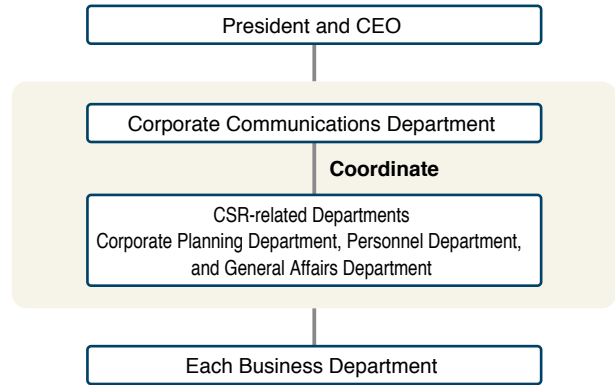 President and CEO
Corporate Communications Department
Coordinate
CSR-related Departments
Corporate Planning Department, Personnel Department,
and General Affairs Department
Each Business Department